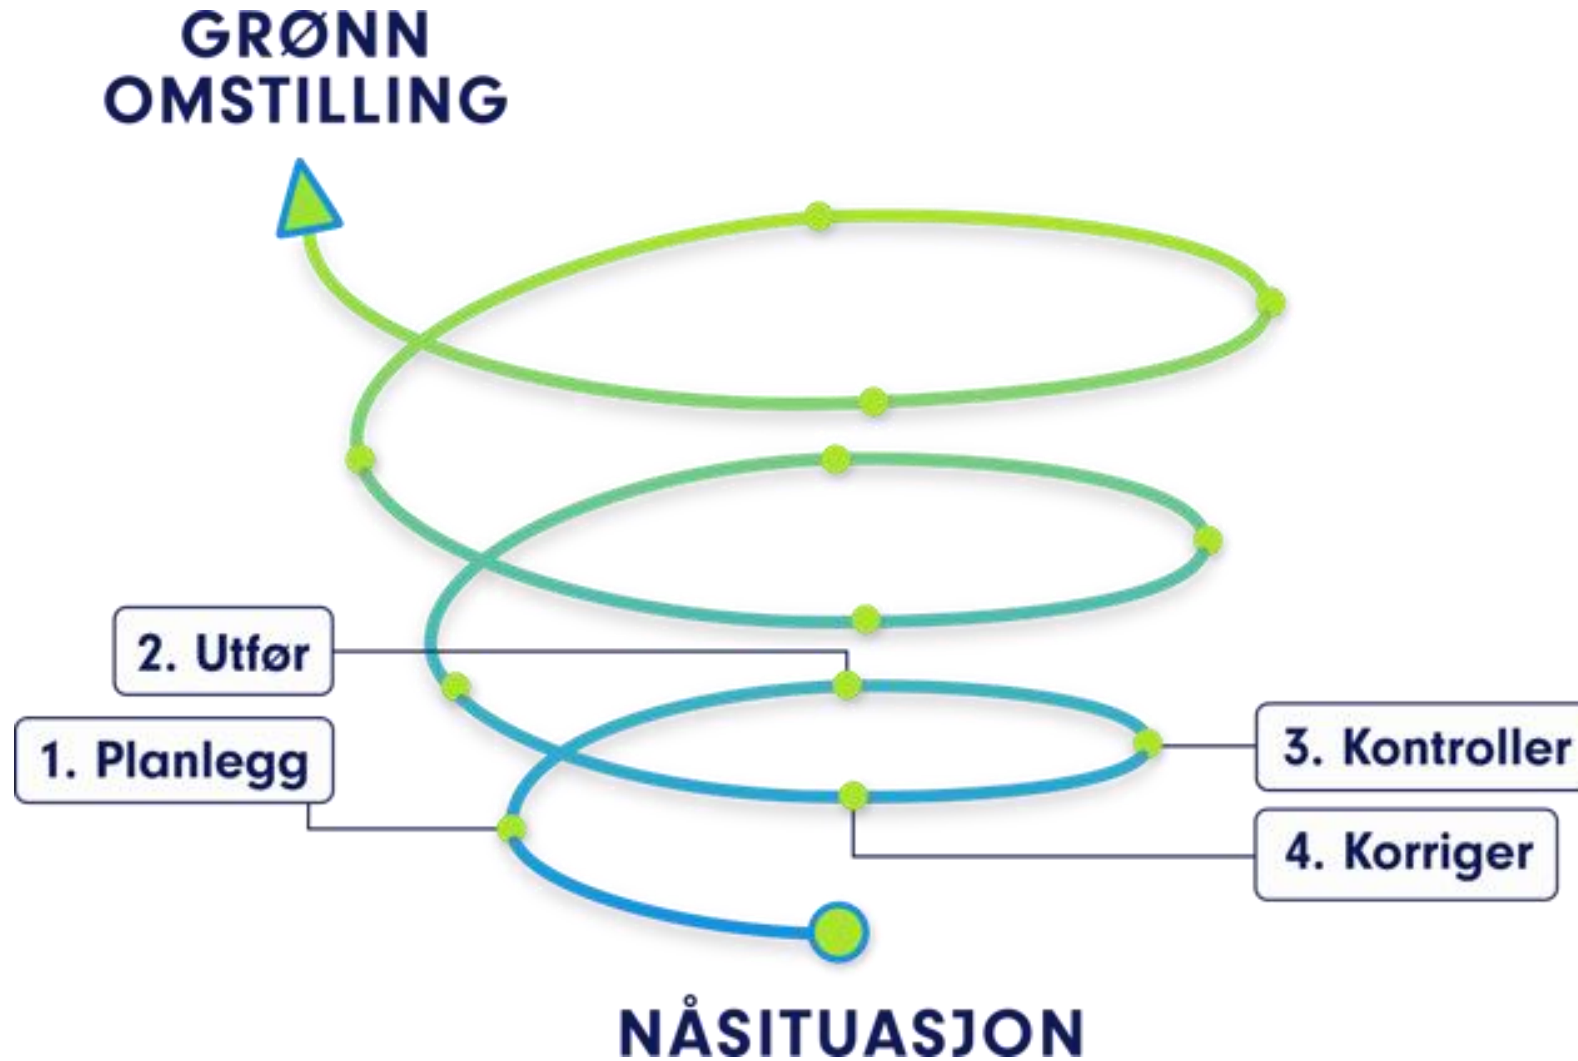 GRØNN
OMSTILLING
2. Utfør
1. Planlegg
3. Kontroller
4. Korriger
NÅSITUASJON